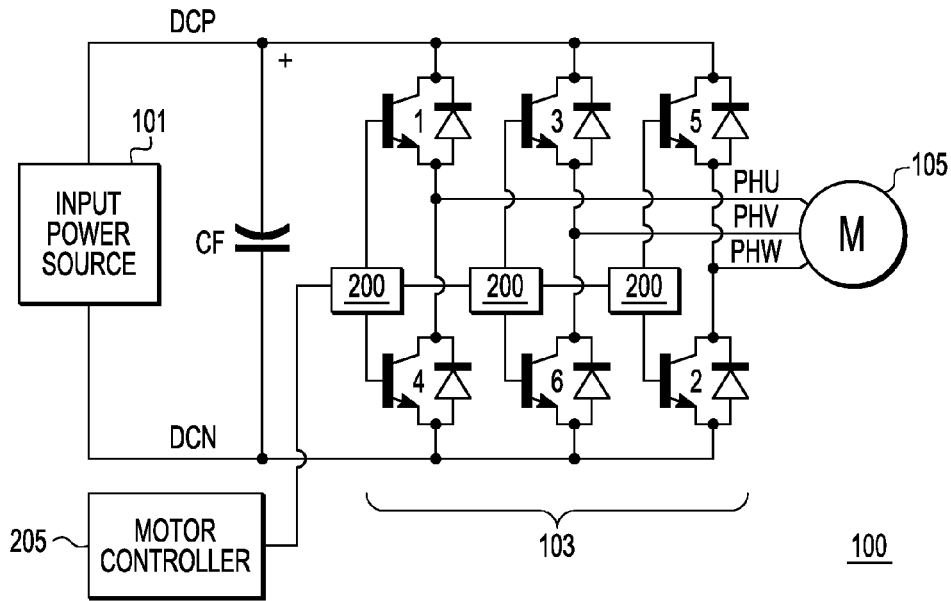 DCP
+
101
1
3
5
105
INPUT
POWER
SOURCE
PHU
PHV
PHW
M
CF
200
200
200
4
6
2
DCN
205
MOTOR
CONTROLLER
103
100